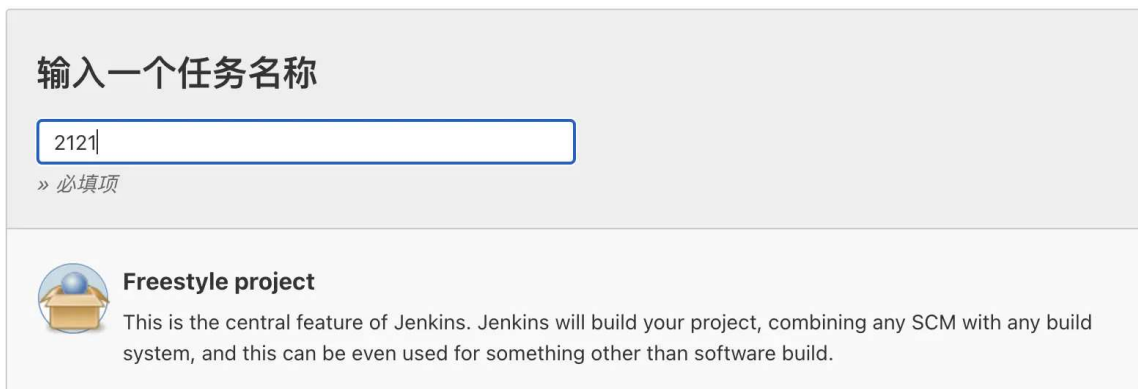 输入一个任务名称
2121
» 必填项
Freestyle project
This is the central feature of Jenkins. Jenkins will build your project, combining any SCM with any build
system, and this can be even used for something other than software build.